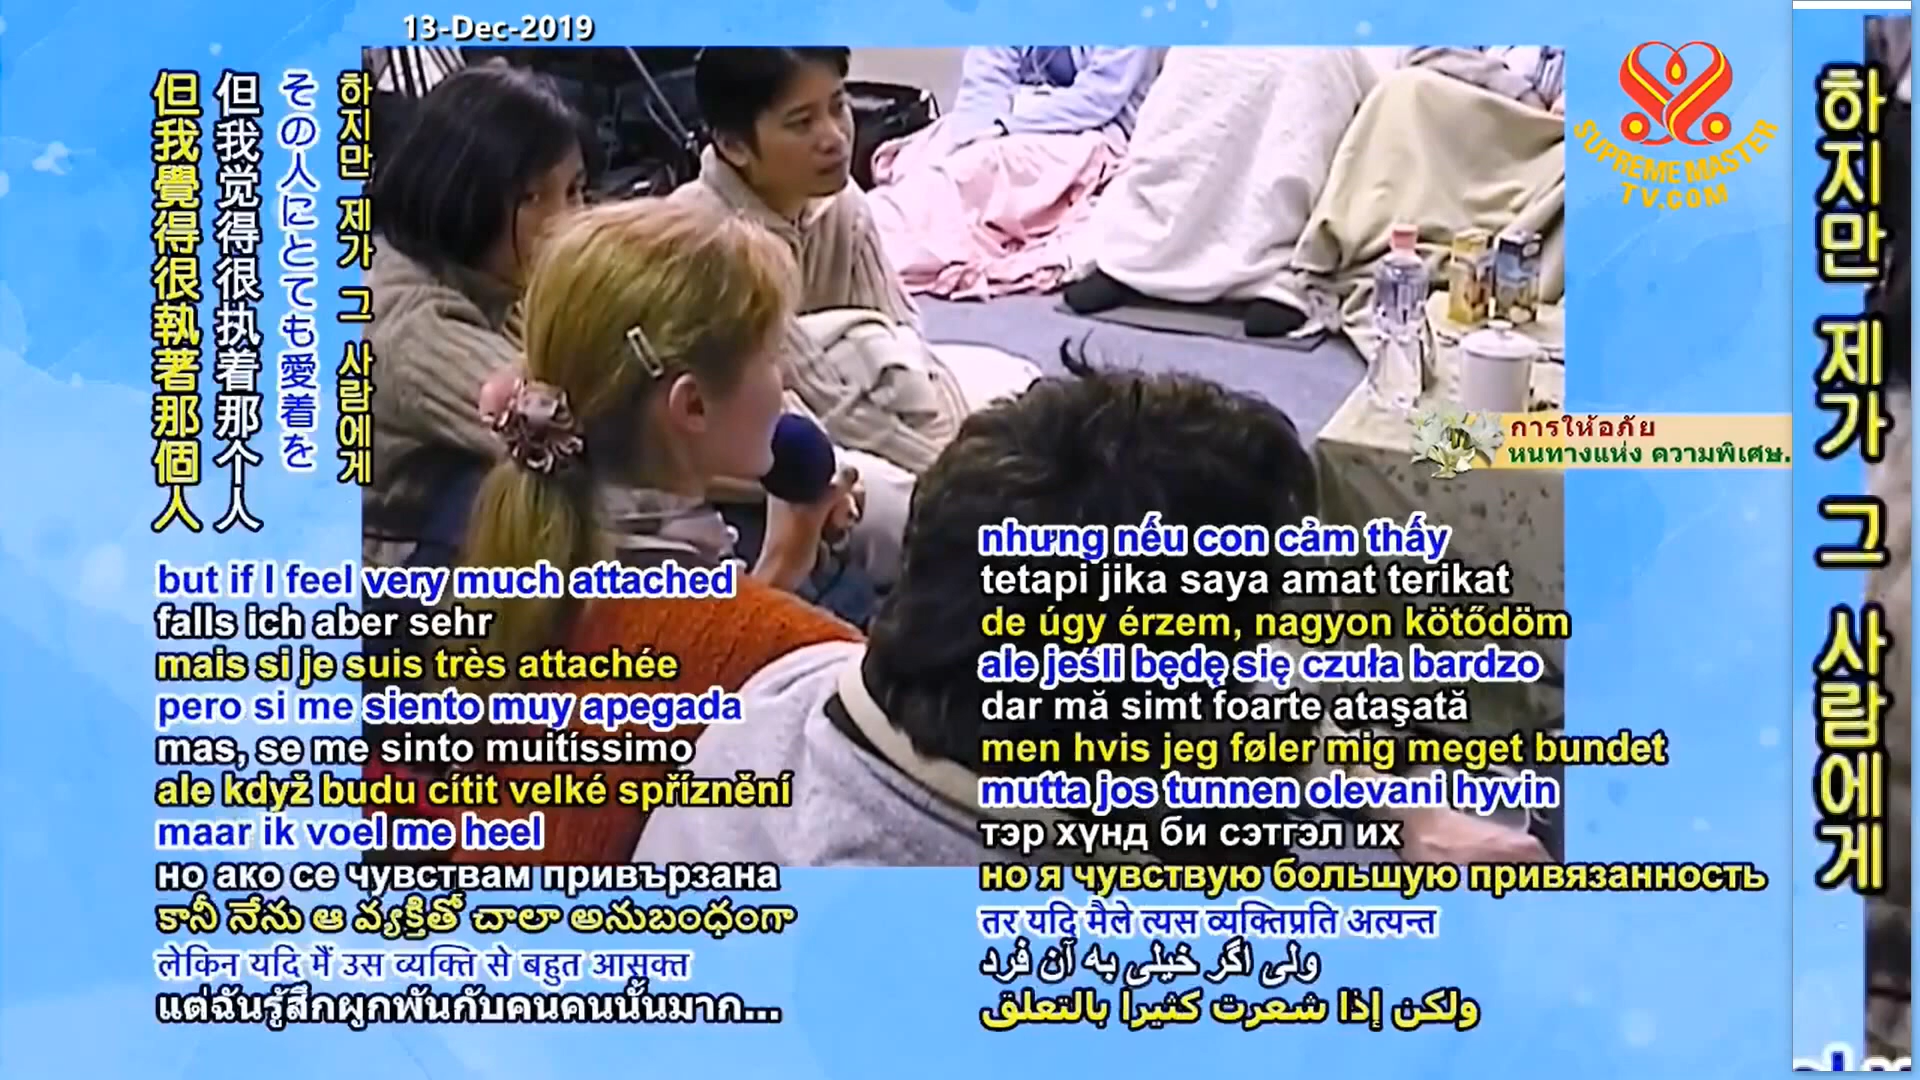 13-Dec-2019
但我覺得很執著那個人
但我觉得很执着那个人
その人にとても愛着を
하지만 제가 그 사람에게
SUPREME MASTER
TV.COM
하지만 제가 그 사람에게
การให้อภัย
หนทางแห่ง ความพิเศษ.
but if I feel very much attached
falls ich aber sehr
mais si je suis très attachée
pero si me siento muy apegada
mas, se me sinto muitíssimo
ale když budu cítit velké spříznění
maar ik voel me heel
но ако се чувствам привързана
కానీ నేను ఆ వ్యక్తితో చాలా అనుబంధంగా
लेकिन यदि मैं उस व्यक्ति से बहुत आसक्त
แต่ฉันรู้สึกผูกพันกับคนคนนั้นมาก...
nhưng nếu con cảm thấy
tetapi jika saya amat terikat
de úgy érzem, nagyon kötődöm
ale jeśli będę się czuła bardzo
dar mă simt foarte ataşată
men hvis jeg føler mig meget bundet
mutta jos tunnen olevani hyvin
тэр хүнд би сэтгэл их
но я чувствую большую привязанность
तर यदि मैले त्यस व्यक्तिप्रति अत्यन्त
ولی اگر خیلی به آن فرد
ولكن إذا شعرت كثيرا بالتعلق